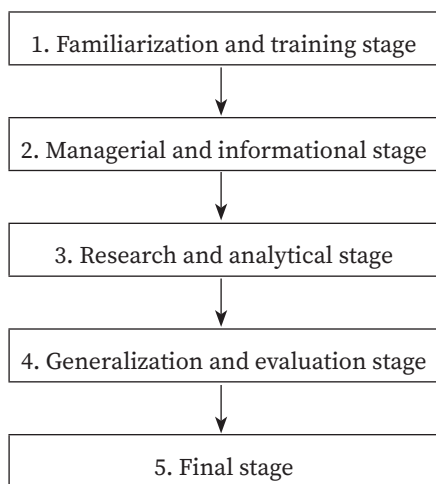 1. Familiarization and training stage
2. Managerial and informational stage
3. Research and analytical stage
4. Generalization and evaluation stage
5. Final stage